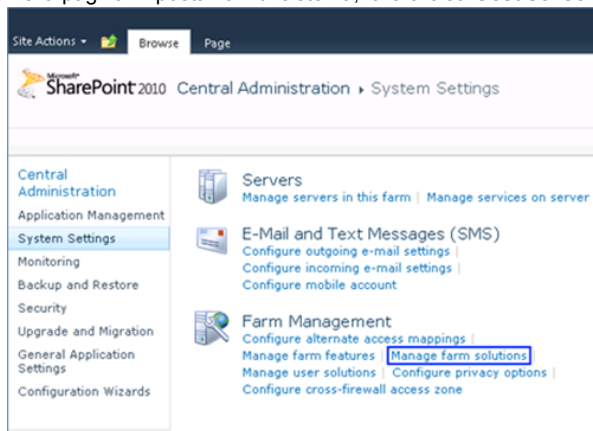 Site Actions
Browse
Page
Microsoft
SharePoint 2010
Central Administration
System Settings
Central
Administration
Application Management
System Settings
Monitoring
Backup and Restore
Security
Upgrade and Migration
General Application
Settings
Configuration Wizards
Servers
Manage servers in this farm | Manage services on server
E-Mail and Text Messages (SMS)
Configure outgoing e-mail settings |
Configure incoming e-mail settings |
Configure mobile account
Farm Management
Configure alternate access mappings |
Manage farm features | Manage farm solutions |
Manage user solutions | Configure privacy options |
Configure cross-firewall access zone